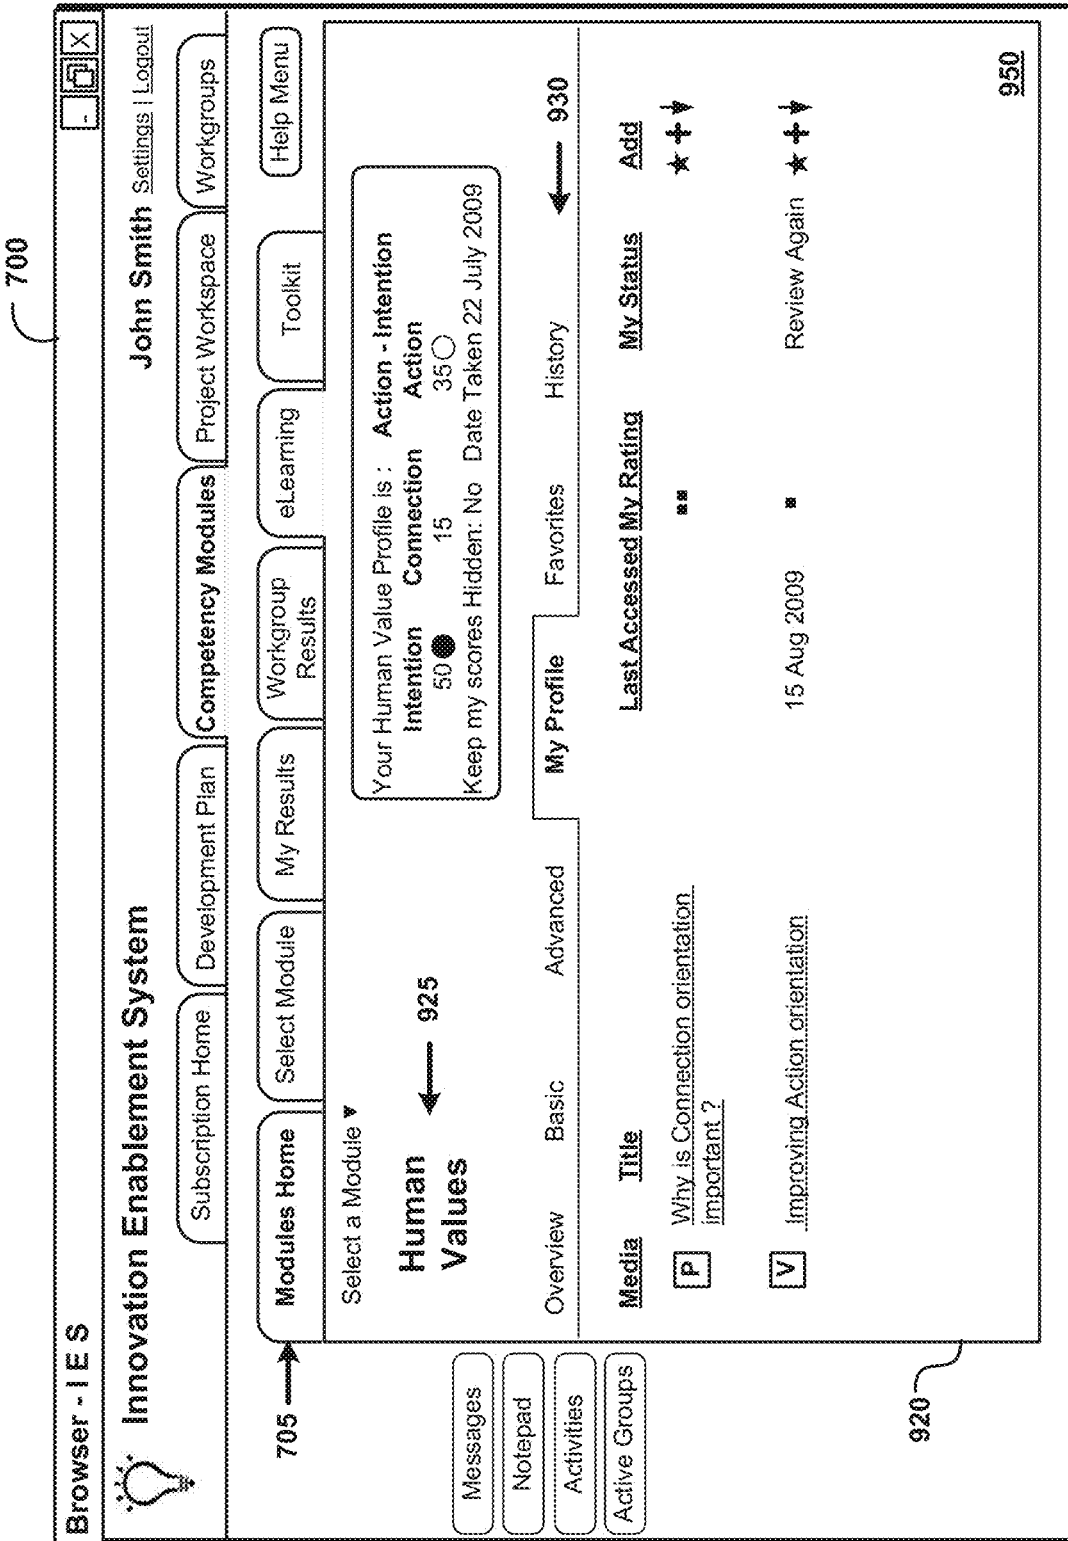 700
Browser - I E S
- X
Innovation Enablement System
John Smith Settings | Logout
Subscription Home
Development Plan
Competency Modules
Project Workspace
Workgroups
705
Modules Home
Select Module
My Results
Workgroup
Results
eLearning
Toolkit
Help Menu
Messages
Notepad
Activities
Active Groups
Select a Module ▼
Human
Values
925
Your Human Value Profile is : Action - Intention
Intention Connection Action
50 15 35
Keep my scores Hidden: No Date Taken 22 July 2009
930
Overview
Basic
Advanced
My Profile
Favorites
History
Media Title Last Accessed My Rating My Status Add
P Why is Connection orientation
important ?
V Improving Action orientation 15 Aug 2009 Review Again
920
950